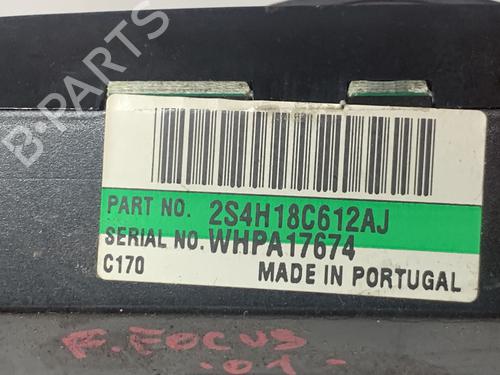 B-PARTS
PART NO. 2S4H18C612AJ
SERIAL NO. WHPA17674
C170 MADE IN PORTUGAL
F. FOCUS
-01-